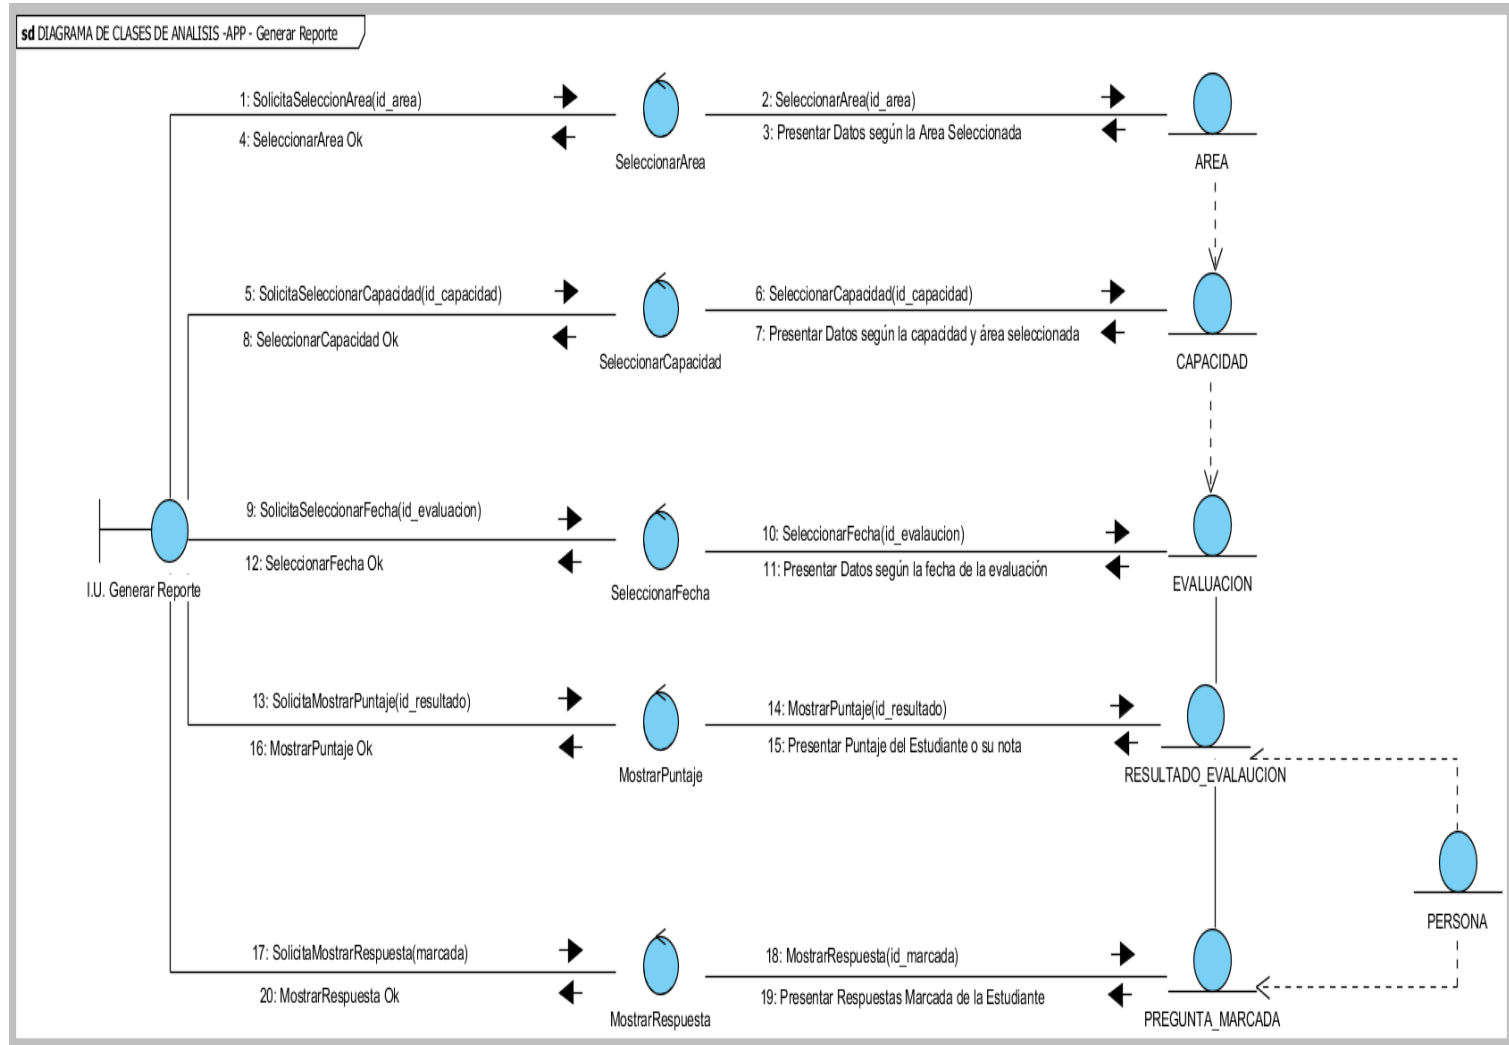 sd DIAGRAMA DE CLASES DE ANALISIS -APP - Generar Reporte
1: SolicitaSeleccionArea(id_area)
4: SeleccionarArea Ok
SeleccionarArea
2: SeleccionarArea(id_area)
3: Presentar Datos según la Area Seleccionada
AREA
5: SolicitaSeleccionarCapacidad(id_capacidad)
8: SeleccionarCapacidad Ok
SeleccionarCapacidad
6: SeleccionarCapacidad(id_capacidad)
7: Presentar Datos según la capacidad y área seleccionada
CAPACIDAD
I.U. Generar Reporte
9: SolicitaSeleccionarFecha(id_evaluacion)
12: SeleccionarFecha Ok
SeleccionarFecha
10: SeleccionarFecha(id_evalaucion)
11: Presentar Datos según la fecha de la evaluación
EVALUACION
13: SolicitaMostrarPuntaje(id_resultado)
16: MostrarPuntaje Ok
MostrarPuntaje
14: MostrarPuntaje(id_resultado)
15: Presentar Puntaje del Estudiante o su nota
RESULTADO_EVALAUCION
PERSONA
17: SolicitaMostrarRespuesta(marcada)
20: MostrarRespuesta Ok
MostrarRespuesta
18: MostrarRespuesta(id_marcada)
19: Presentar Respuestas Marcada de la Estudiante
PREGUNTA_MARCADA